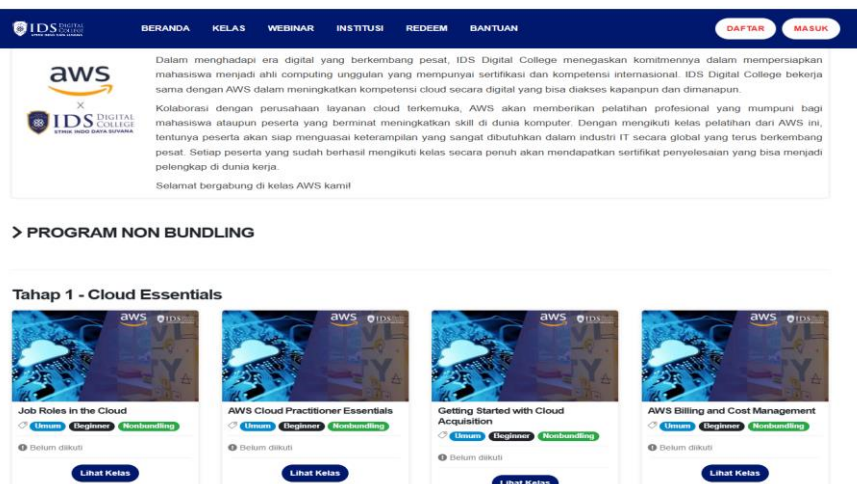 IDS DIGITAL COLLEGE
BERANDA KELAS WEBINAR INSTITUSI REDEEM BANTUAN DAFTAR MASUK
aws
×
IDS DIGITAL COLLEGE
STMIK INDO DATA SUVANA
Dalam menghadapi era digital yang berkembang pesat, IDS Digital College menegaskan komitmennya dalam mempersiapkan
mahasiswa menjadi ahli computing unggulan yang mempunyai sertifikasi dan kompetensi internasional. IDS Digital College bekerja
sama dengan AWS dalam meningkatkan kompetensi cloud secara digital yang bisa diakses kapanpun dan dimanapun.
Kolaborasi dengan perusahaan layanan cloud terkemuka, AWS akan memberikan pelatihan profesional yang mumpuni bagi
mahasiswa ataupun peserta yang berminat meningkatkan skill di dunia komputer. Dengan mengikuti kelas pelatihan dari AWS ini,
tentunya peserta akan siap menguasai keterampilan yang sangat dibutuhkan dalam industri IT secara global yang terus berkembang
pesat. Setiap peserta yang sudah berhasil mengikuti kelas secara penuh akan mendapatkan sertifikat penyelesaian yang bisa menjadi
pelengkap di dunia kerja.
Selamat bergabung di kelas AWS kami!
> PROGRAM NON BUNDLING
Tahap 1 - Cloud Essentials
aws IDS
Job Roles in the Cloud
Umum Beginner Nonbundling
Belum diikuti
Lihat Kelas
aws IDS
AWS Cloud Practitioner Essentials
Umum Beginner Nonbundling
Belum diikuti
Lihat Kelas
aws IDS
Getting Started with Cloud
Acquisition
Umum Beginner Nonbundling
Belum diikuti
Lihat Kelas
aws IDS
AWS Billing and Cost Management
Umum Beginner Nonbundling
Belum diikuti
Lihat Kelas